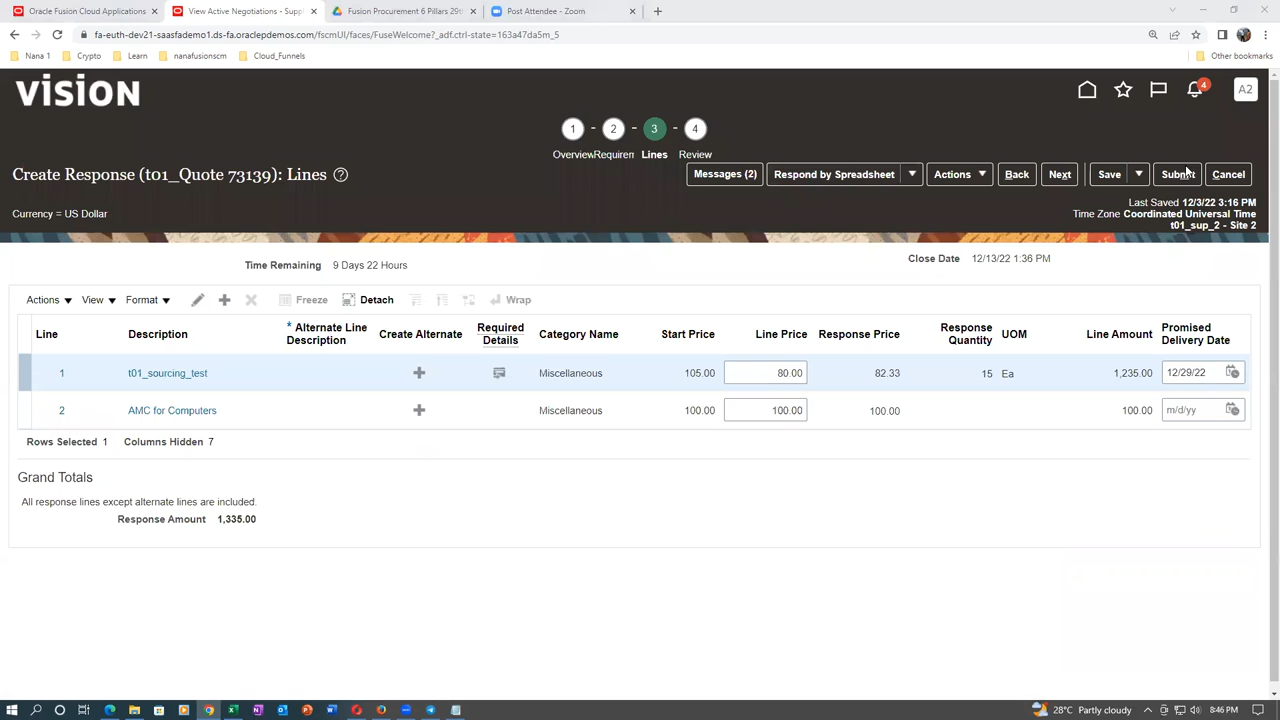 Oracle Fusion Cloud Applications
View Active Negotiations - Supp
Fusion Procurement 6 Pillars 29t
Post Attendee - Zoom
fa-euth-dev21-saasfademo1.ds-fa.oraclepdemos.com/fscmUI/faces/FuseWelcome?_adf.ctrl-state=163a47da5m_5
Nana 1 Crypto Learn nanafusionscm Cloud_Funnels Other bookmarks
VISION
4
A2
1 - 2 - 3 - 4
Overview Requirem Lines Review
Create Response (t01_Quote 73139): Lines ?
Messages (2) Respond by Spreadsheet Actions Back Next Save Submit Cancel
Currency = US Dollar
Last Saved 12/3/22 3:16 PM
Time Zone Coordinated Universal Time
t01_sup_2 - Site 2
Time Remaining 9 Days 22 Hours
Close Date 12/13/22 1:36 PM
Actions View Format Freeze Detach Wrap
Line Description * Alternate Line Description Create Alternate Required Details Category Name Start Price Line Price Response Price Response Quantity UOM Line Amount Promised Delivery Date
1 t01_sourcing_test Miscellaneous 105.00 80.00 82.33 15 Ea 1,235.00 12/29/22
2 AMC for Computers Miscellaneous 100.00 100.00 100.00 100.00 m/d/yy
Rows Selected 1 Columns Hidden 7
Grand Totals
All response lines except alternate lines are included.
Response Amount 1,335.00
28°C Partly cloudy 8:46 PM